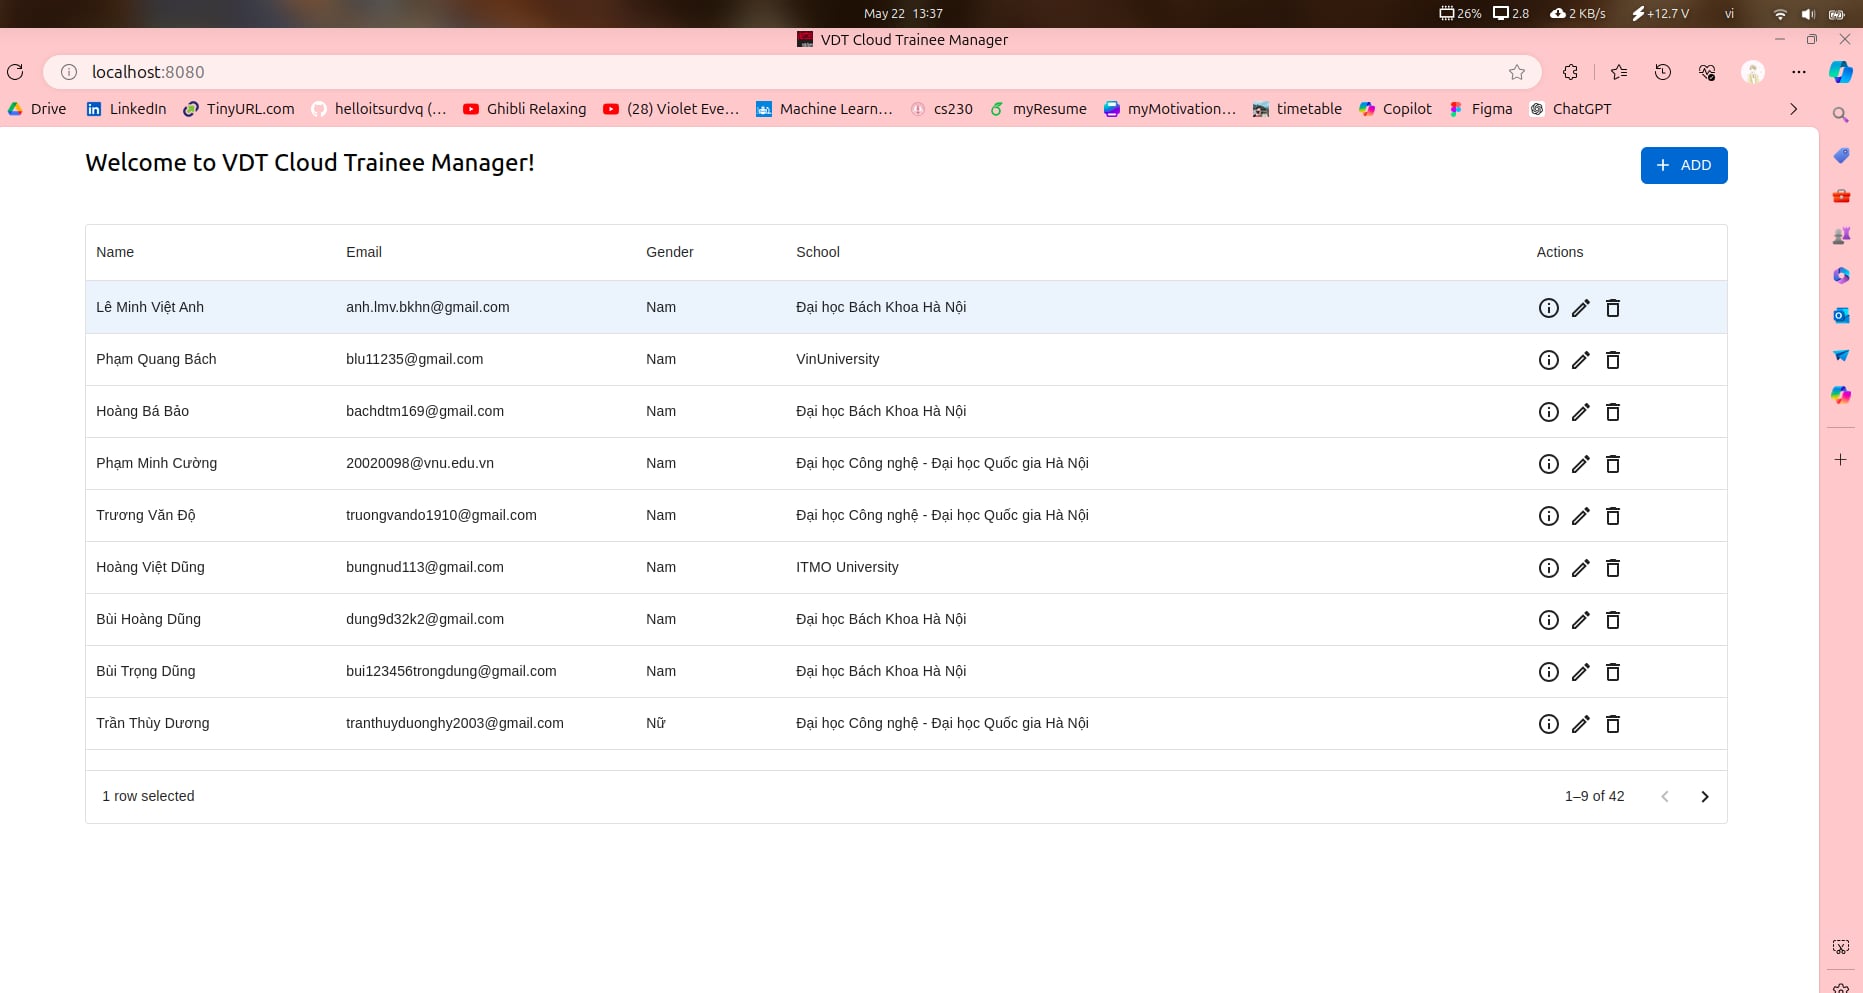 May 22 13:37 26% 2.8 2 KB/s +12.7 V vi
VDT Cloud Trainee Manager
localhost:8080
Drive LinkedIn TinyURL.com helloitsurdvq (... Ghibli Relaxing (28) Violet Eve... Machine Learn... cs230 myResume myMotivation... timetable Copilot Figma ChatGPT
Welcome to VDT Cloud Trainee Manager!
+ ADD
Name Email Gender School Actions
Lê Minh Việt Anh anh.lmv.bkhn@gmail.com Nam Đại học Bách Khoa Hà Nội
Phạm Quang Bách blu11235@gmail.com Nam VinUniversity
Hoàng Bá Bảo bachdtm169@gmail.com Nam Đại học Bách Khoa Hà Nội
Phạm Minh Cường 20020098@vnu.edu.vn Nam Đại học Công nghệ - Đại học Quốc gia Hà Nội
Trương Văn Độ truongvando1910@gmail.com Nam Đại học Công nghệ - Đại học Quốc gia Hà Nội
Hoàng Việt Dũng bungnud113@gmail.com Nam ITMO University
Bùi Hoàng Dũng dung9d32k2@gmail.com Nam Đại học Bách Khoa Hà Nội
Bùi Trọng Dũng bui123456trongdung@gmail.com Nam Đại học Bách Khoa Hà Nội
Trần Thùy Dương tranthuyduonghy2003@gmail.com Nữ Đại học Công nghệ - Đại học Quốc gia Hà Nội
1 row selected 1–9 of 42